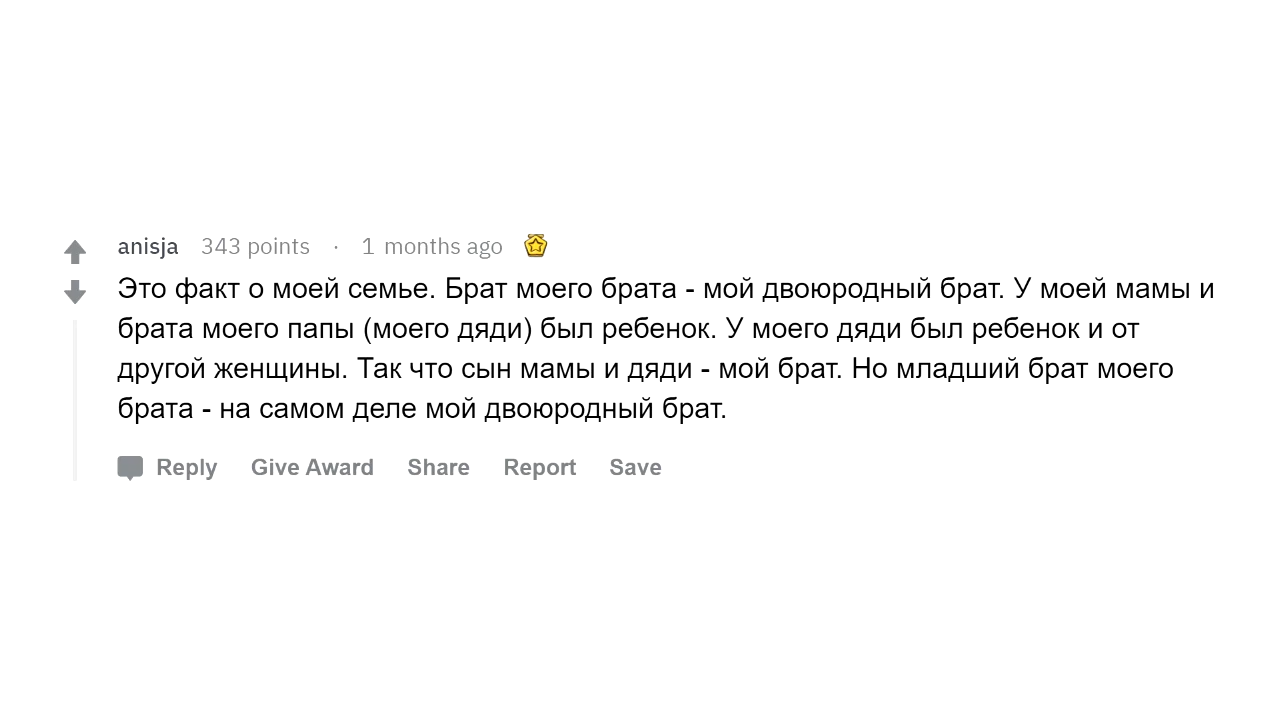 anisja 343 points · 1 months ago
Это факт о моей семье. Брат моего брата - мой двоюродный брат. У моей мамы и
брата моего папы (моего дяди) был ребенок. У моего дяди был ребенок и от
другой женщины. Так что сын мамы и дяди - мой брат. Но младший брат моего
брата - на самом деле мой двоюродный брат.
Reply Give Award Share Report Save